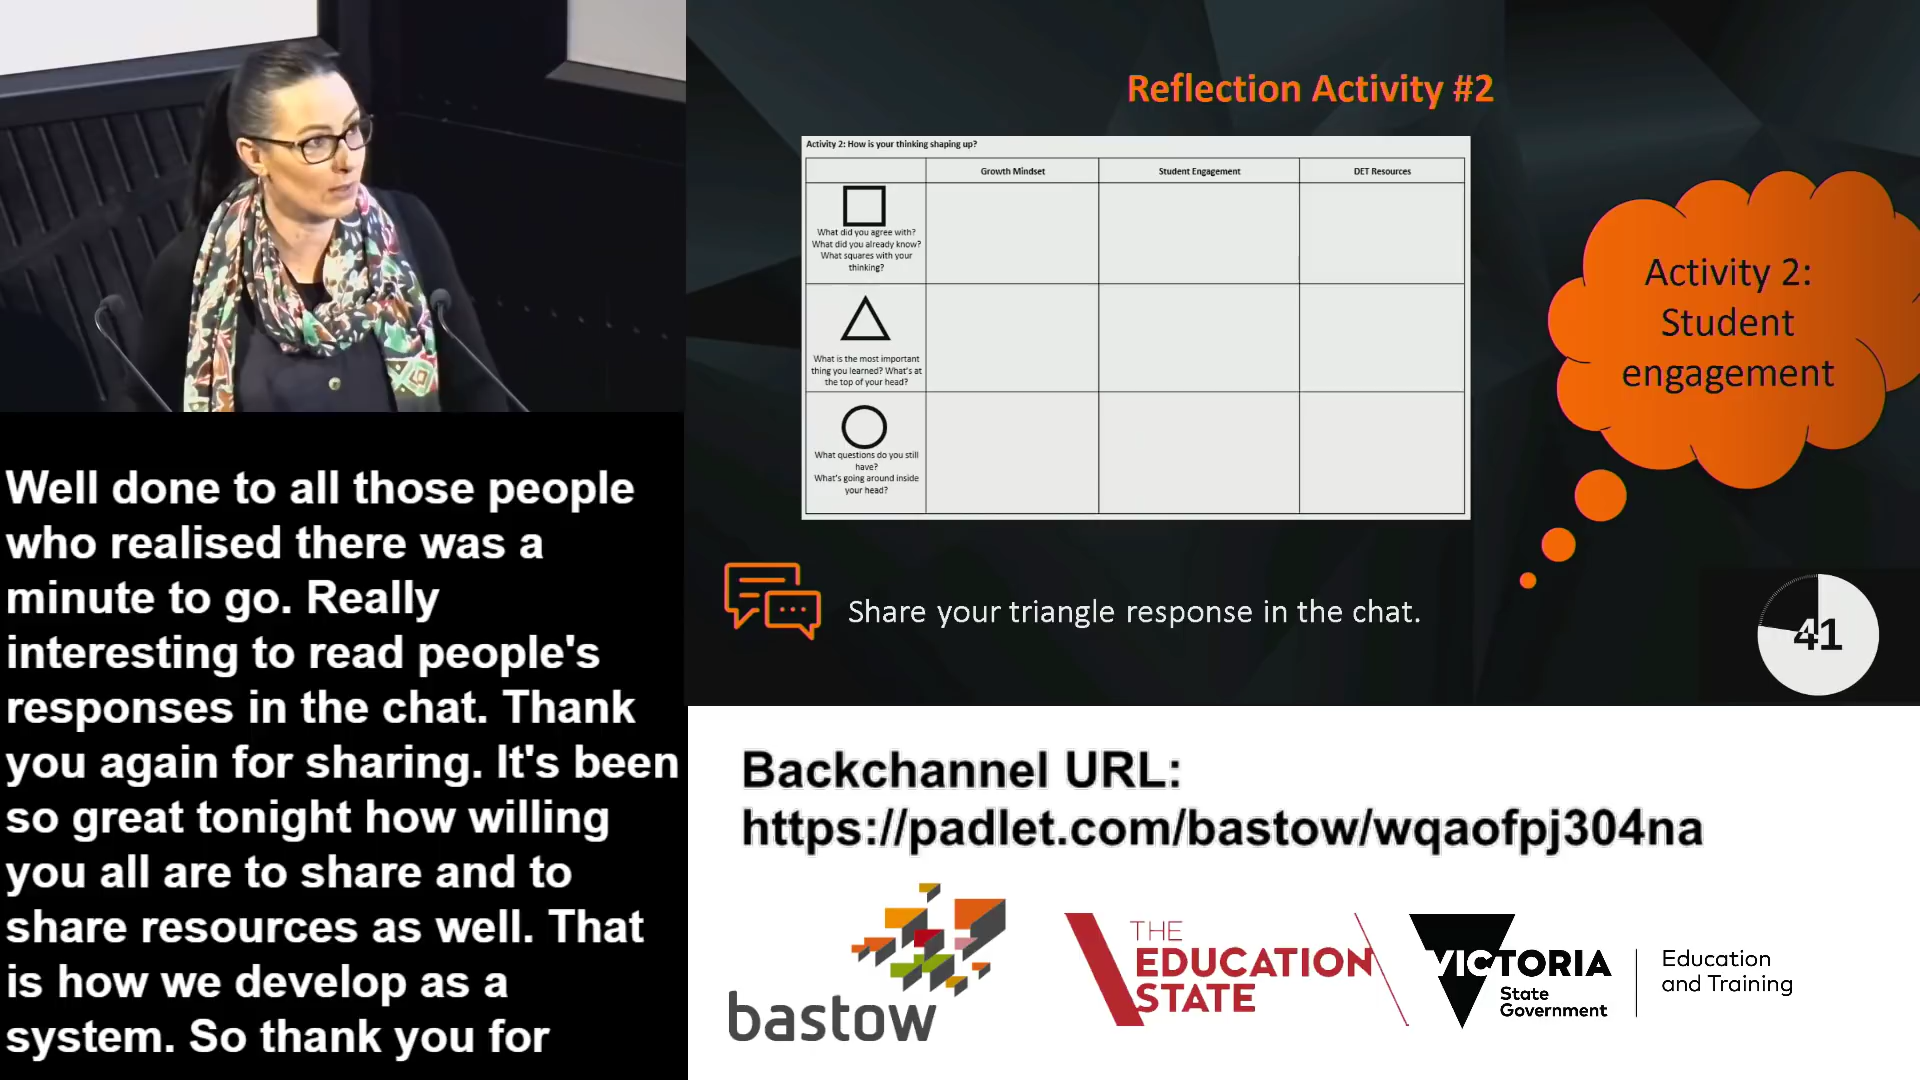 Well done to all those people
who realised there was a
minute to go. Really
interesting to read people's
responses in the chat. Thank
you again for sharing. It's been
so great tonight how willing
you all are to share and to
share resources as well. That
is how we develop as a
system. So thank you for
Reflection Activity #2
Activity 2: How is your thinking shaping up?
Growth Mindset
Student Engagement
DET Resources
What did you agree with?
What did you already know?
What squares with your
thinking?
What is the most important
thing you learned? What's at
the top of your head?
What questions do you still
have?
What's going around inside
your head?
Activity 2:
Student
engagement
Share your triangle response in the chat.
41
Backchannel URL:
https://padlet.com/bastow/wqaofpj304na
bastow
THE
EDUCATION
STATE
VICTORIA
State
Government
Education
and Training